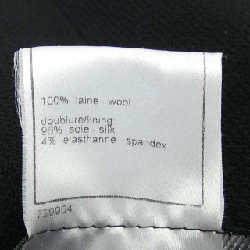 100% laine - wool
doublure/lining:
96% soie - silk
4% elasthanne spandex